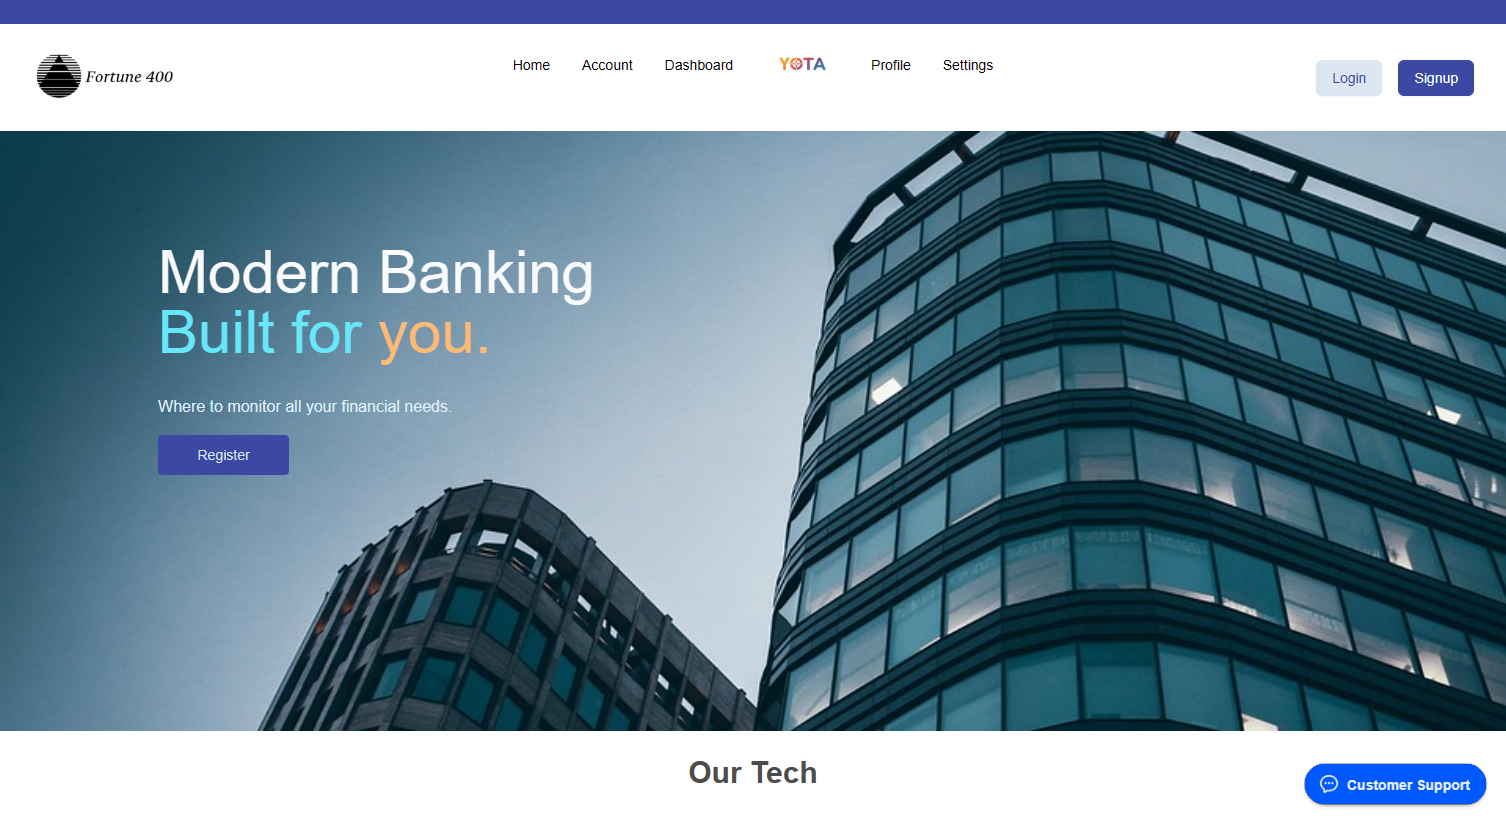 Fortune 400
Home
Account
Dashboard
YOTA
Profile
Settings
Login
Signup
Modern Banking
Built for you.
Where to monitor all your financial needs.
Register
Our Tech
Customer Support